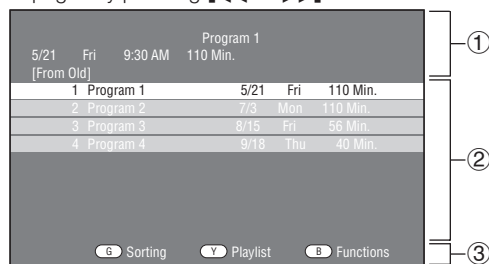 Program 1
5/21 Fri 9:30 AM 110 Min.
[From Old]
1 Program 1 5/21 Fri 110 Min.
2 Program 2 7/3 Mon 110 Min.
3 Program 3 8/15 Fri 56 Min.
4 Program 4 9/18 Thu 40 Min.
G Sorting Y Playlist B Functions
①
②
③